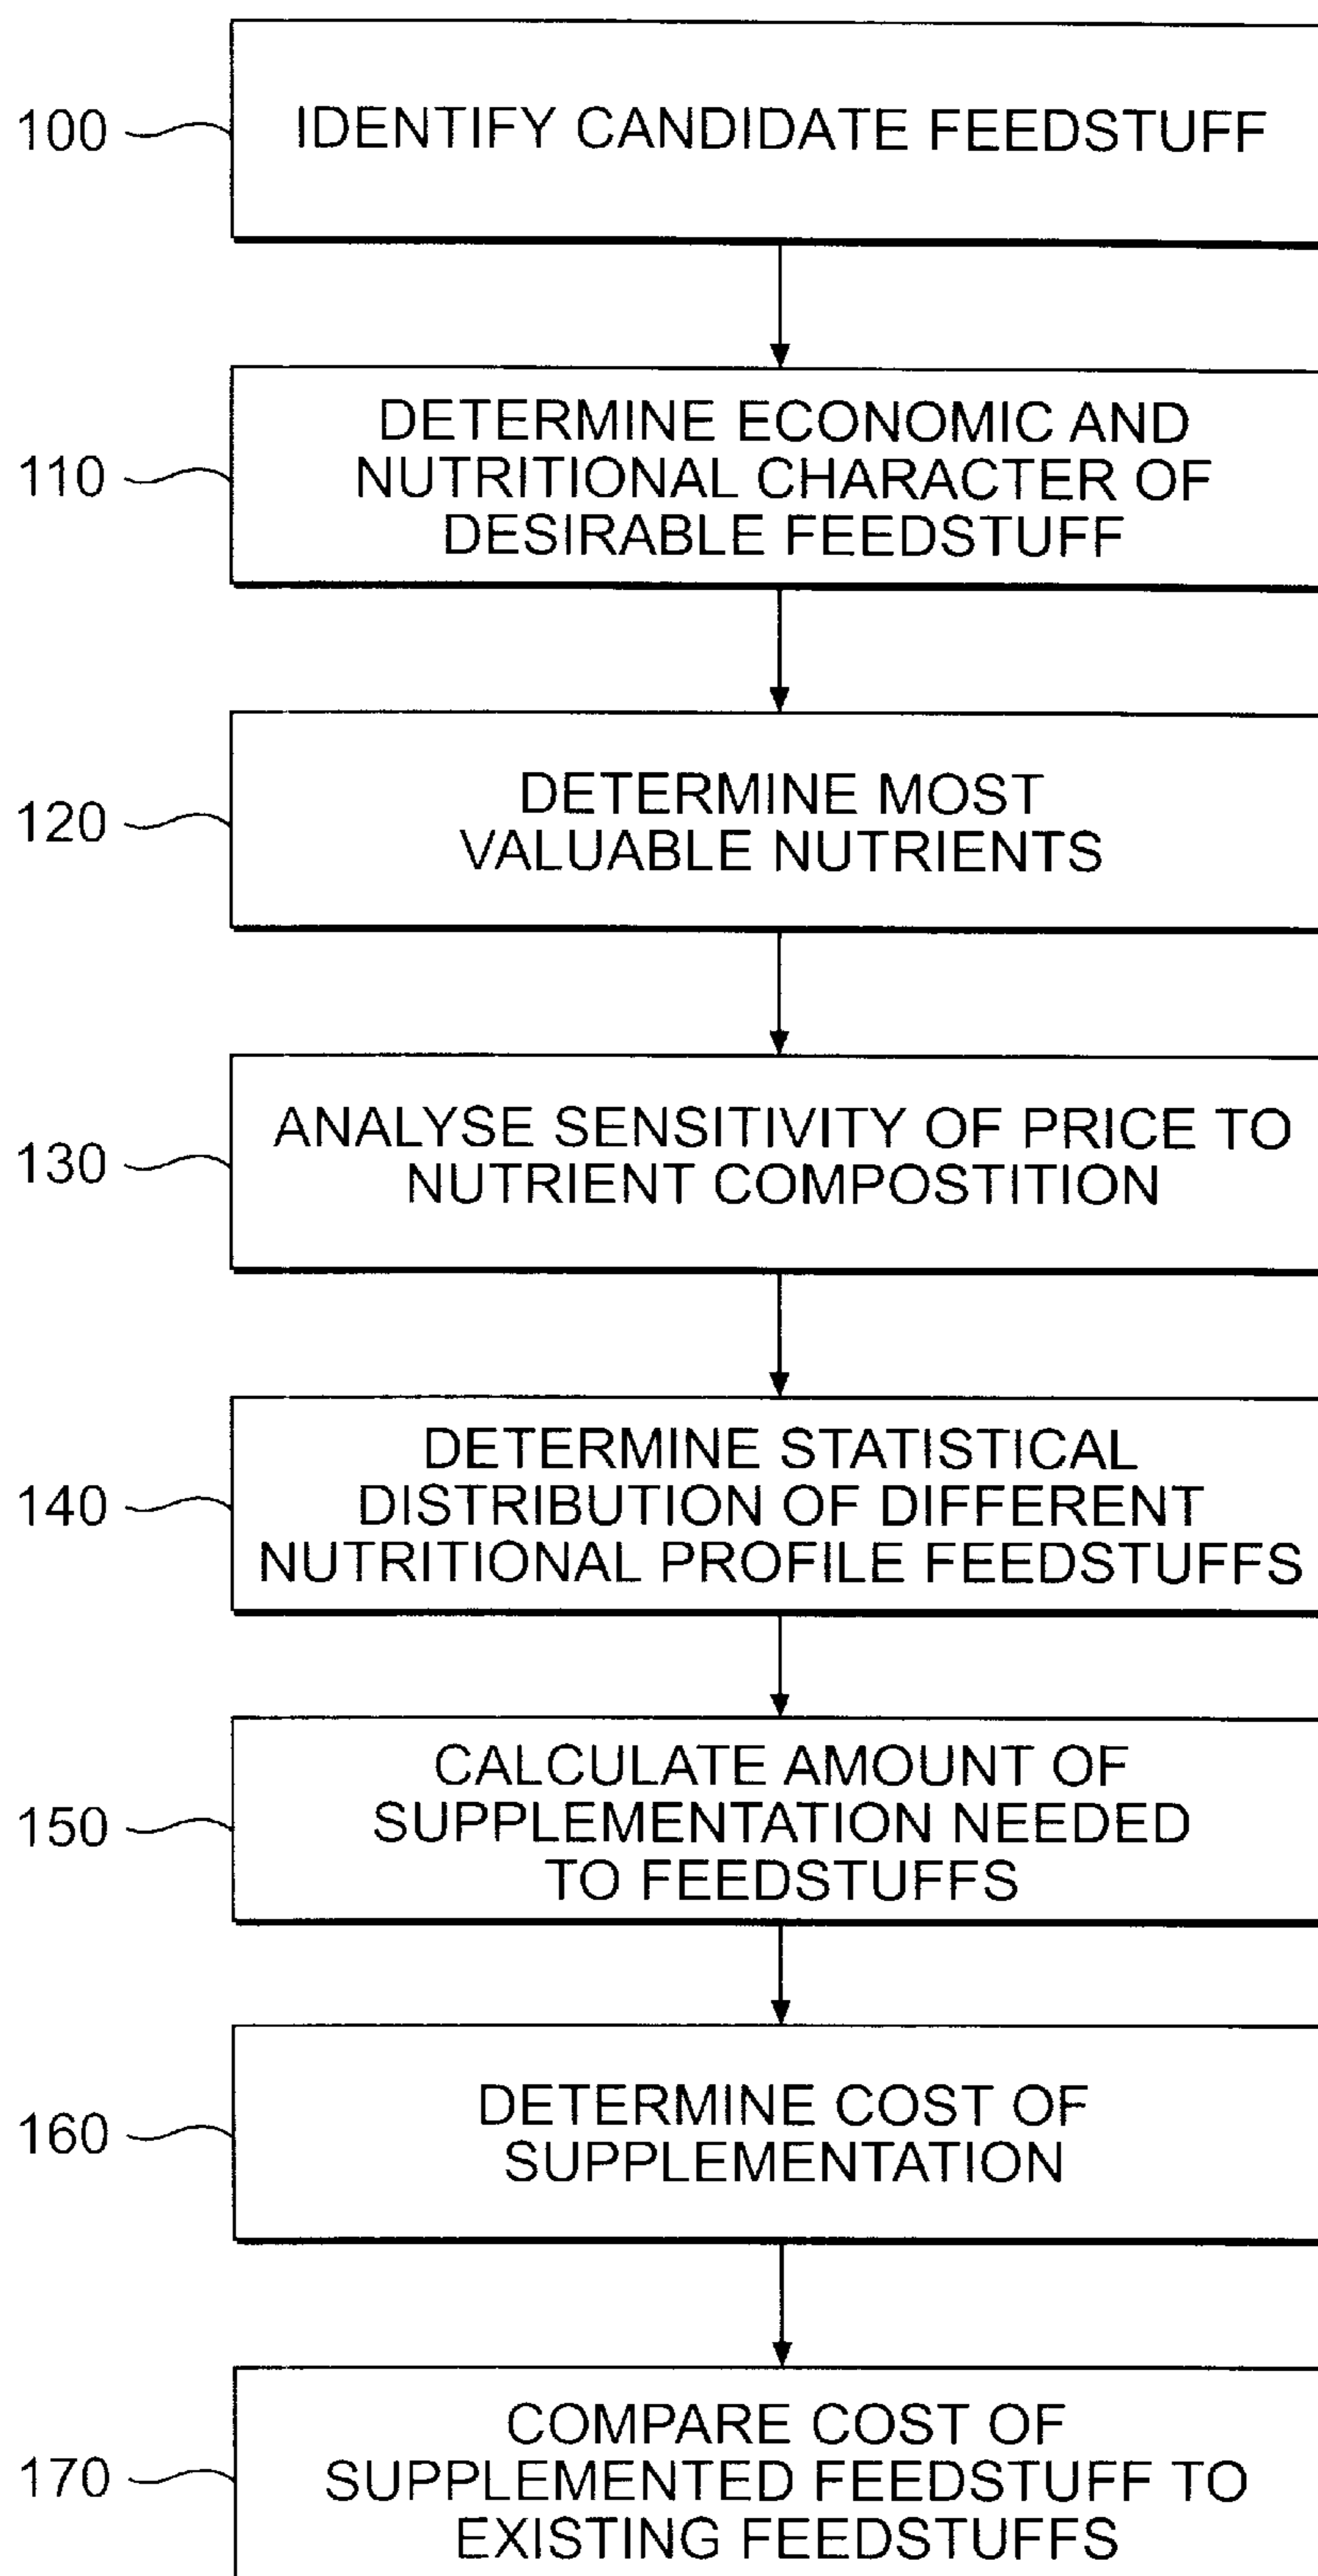 100
IDENTIFY CANDIDATE FEEDSTUFF
110
DETERMINE ECONOMIC AND
NUTRITIONAL CHARACTER OF
DESIRABLE FEEDSTUFF
120
DETERMINE MOST
VALUABLE NUTRIENTS
130
ANALYSE SENSITIVITY OF PRICE TO
NUTRIENT COMPOSTITION
140
DETERMINE STATISTICAL
DISTRIBUTION OF DIFFERENT
NUTRITIONAL PROFILE FEEDSTUFFS
150
CALCULATE AMOUNT OF
SUPPLEMENTATION NEEDED
TO FEEDSTUFFS
160
DETERMINE COST OF
SUPPLEMENTATION
170
COMPARE COST OF
SUPPLEMENTED FEEDSTUFF TO
EXISTING FEEDSTUFFS